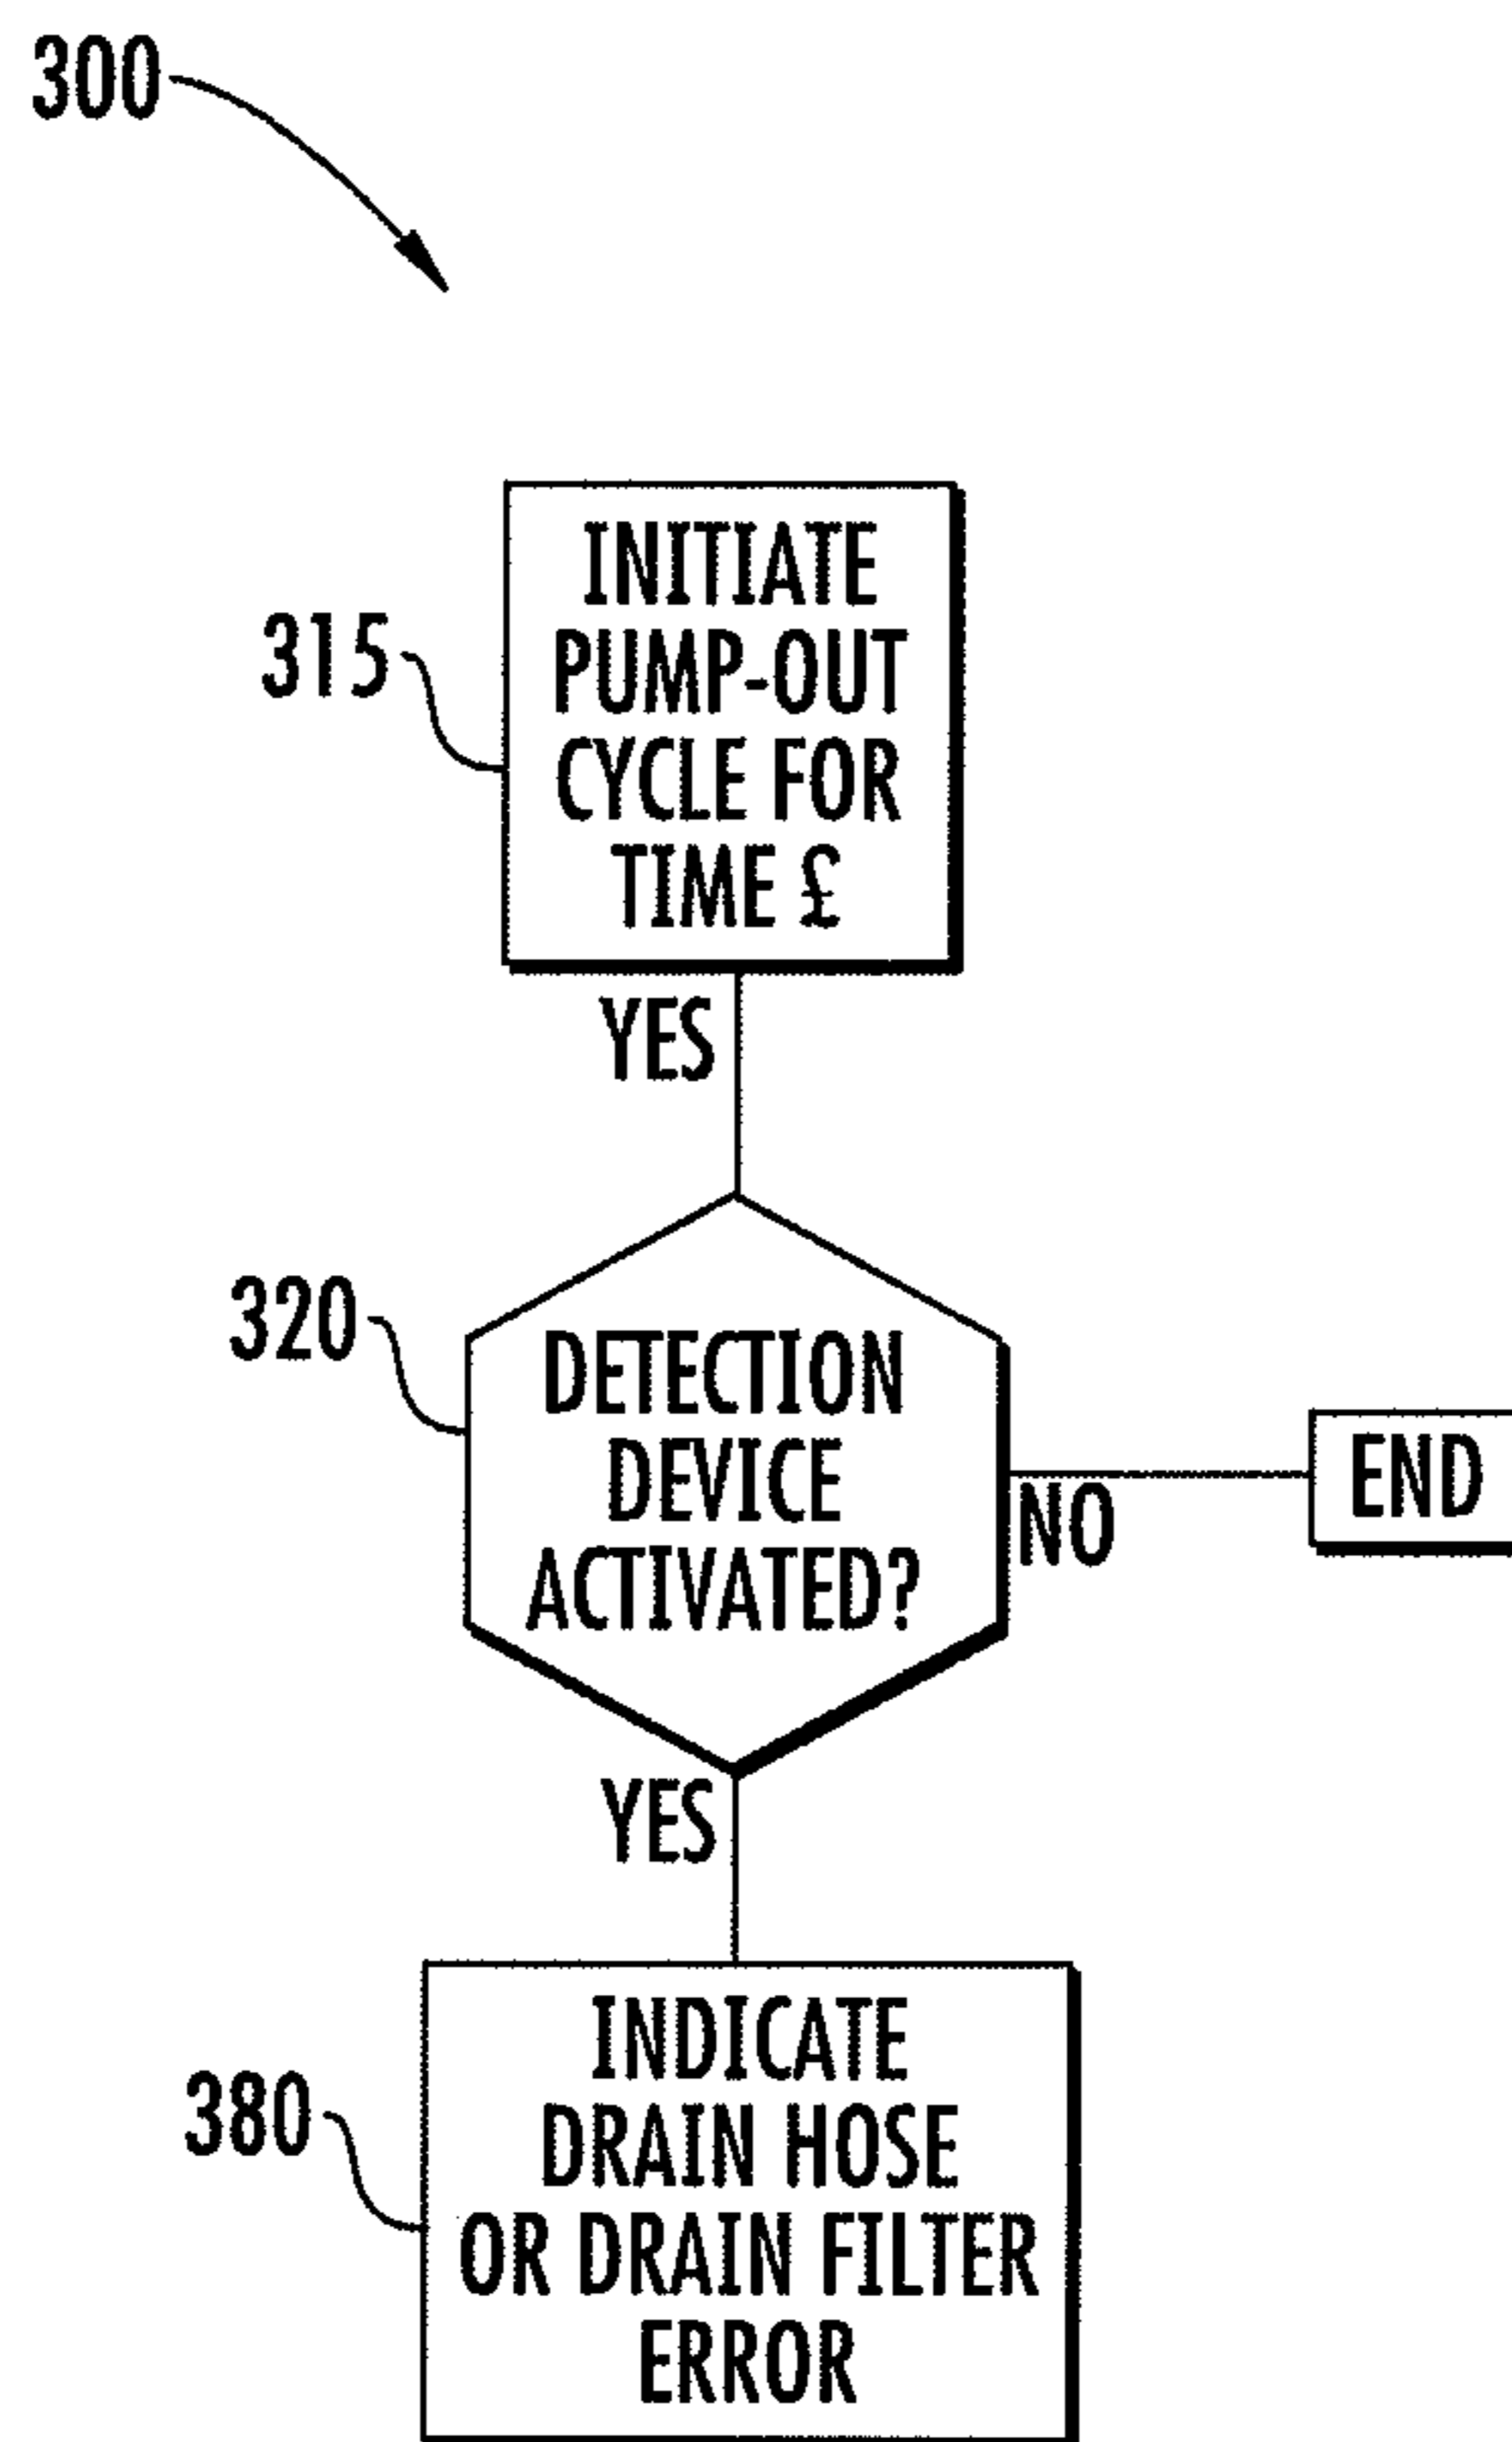 300
315
INITIATE
PUMP-OUT
CYCLE FOR
TIME £
YES
320
DETECTION
DEVICE
ACTIVATED?
NO
END
YES
380
INDICATE
DRAIN HOSE
OR DRAIN FILTER
ERROR